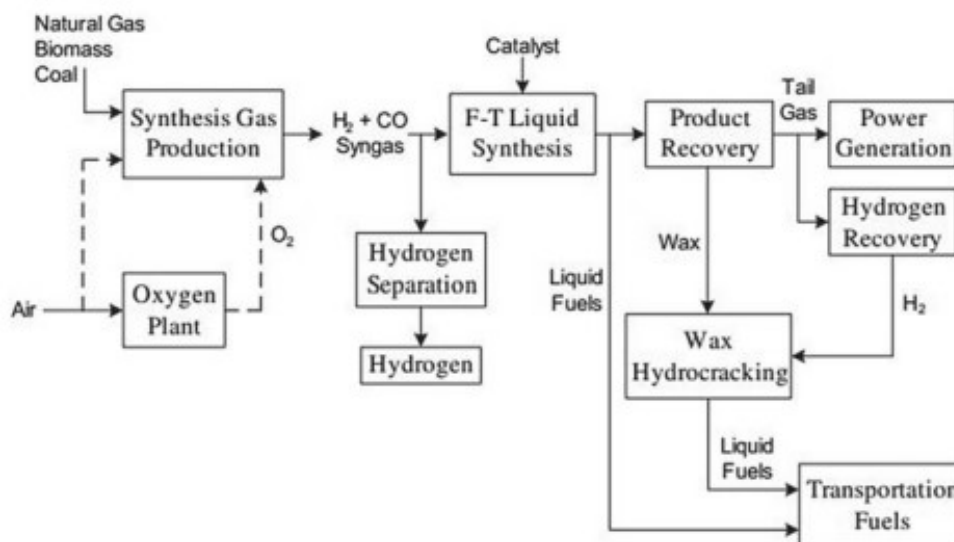 Natural Gas
Biomass
Coal
Synthesis Gas
Production
H₂ + CO
Syngas
Catalyst
F-T Liquid
Synthesis
Product
Recovery
Tail
Gas
Power
Generation
Hydrogen
Recovery
O₂
Air
Oxygen
Plant
Hydrogen
Separation
Hydrogen
Liquid
Fuels
Wax
H₂
Wax
Hydrocracking
Liquid
Fuels
Transportation
Fuels